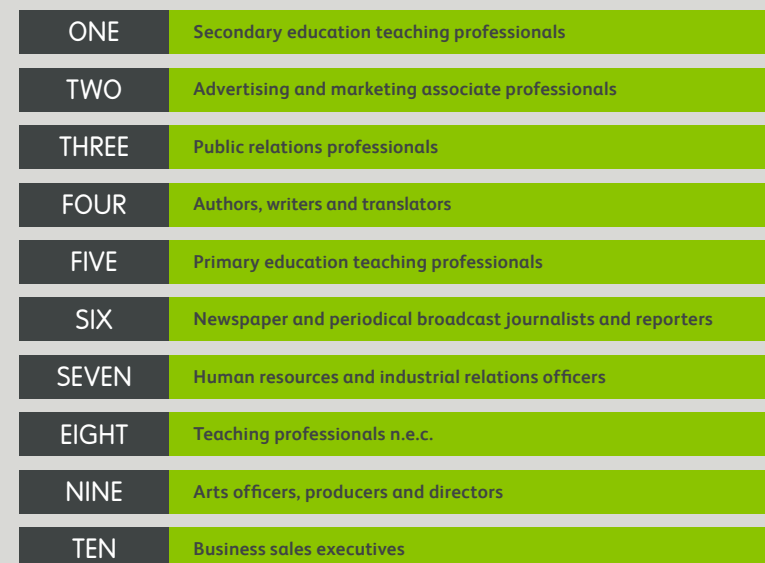 ONE Secondary education teaching professionals
TWO Advertising and marketing associate professionals
THREE Public relations professionals
FOUR Authors, writers and translators
FIVE Primary education teaching professionals
SIX Newspaper and periodical broadcast journalists and reporters
SEVEN Human resources and industrial relations officers
EIGHT Teaching professionals n.e.c.
NINE Arts officers, producers and directors
TEN Business sales executives